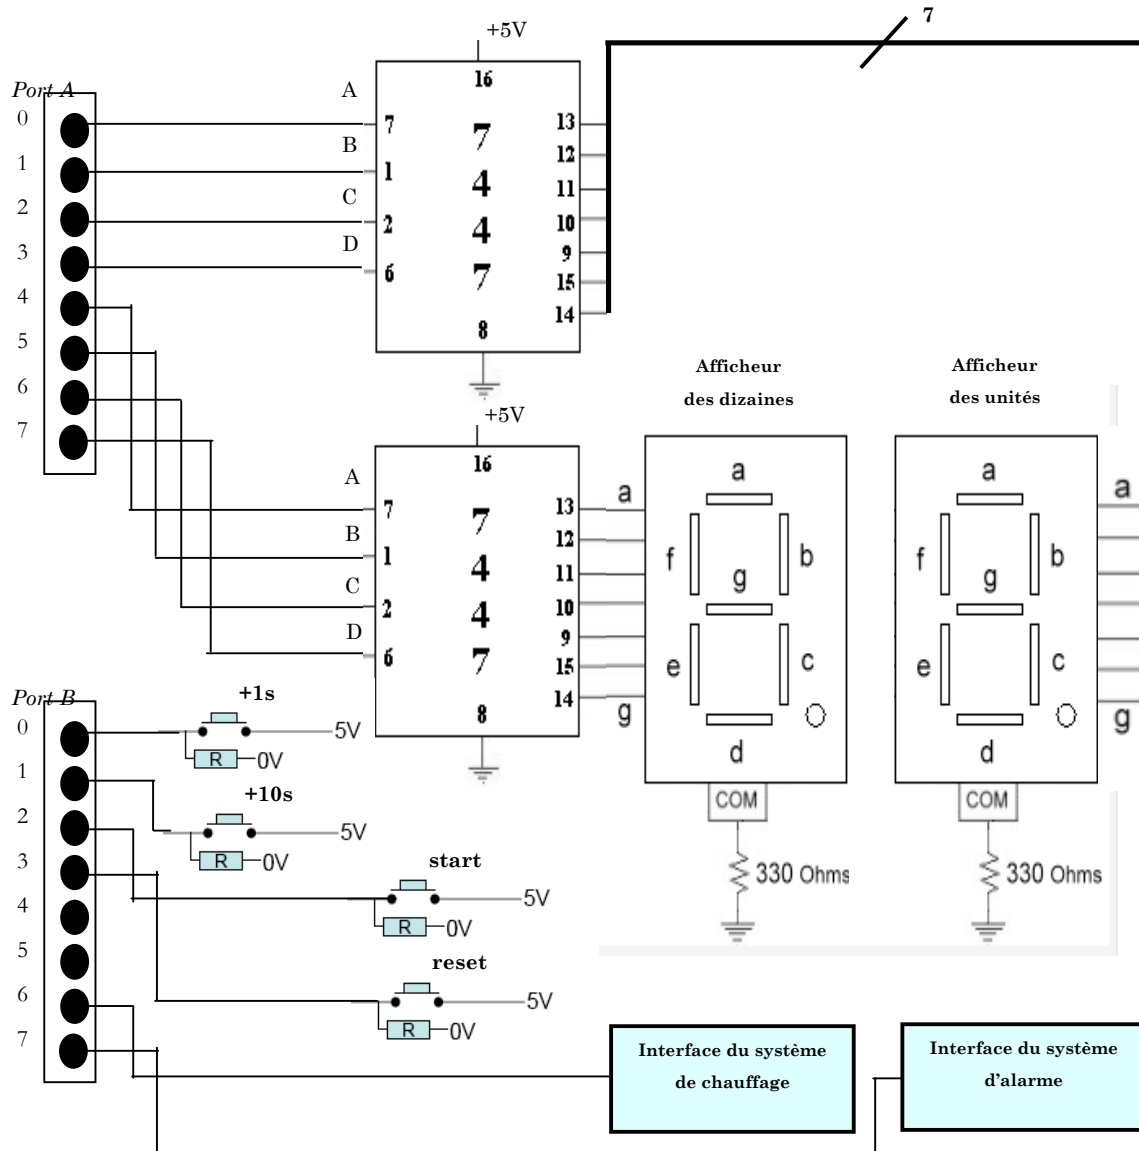 7
+5V
Port A
A
16
0
7
7
13
B
12
1
1
4
11
C
2
2
4
10
D
9
3
6
7
15
4
8
14
5
Afficheur
des dizaines
Afficheur
des unités
6
+5V
7
16
A
a
a
a
a
7
7
13
B
12
f
b
f
b
1
4
11
g
g
C
2
4
10
D
9
6
7
15
e
c
e
c
14
Port B
+1s
8
g
g
0
5V
d
d
R
0V
1
+10s
COM
COM
2
5V
R
0V
3
start
330 Ohms
330 Ohms
4
5V
R
0V
5
reset
6
5V
R
0V
7
Interface du système
de chauffage
Interface du système
d'alarme